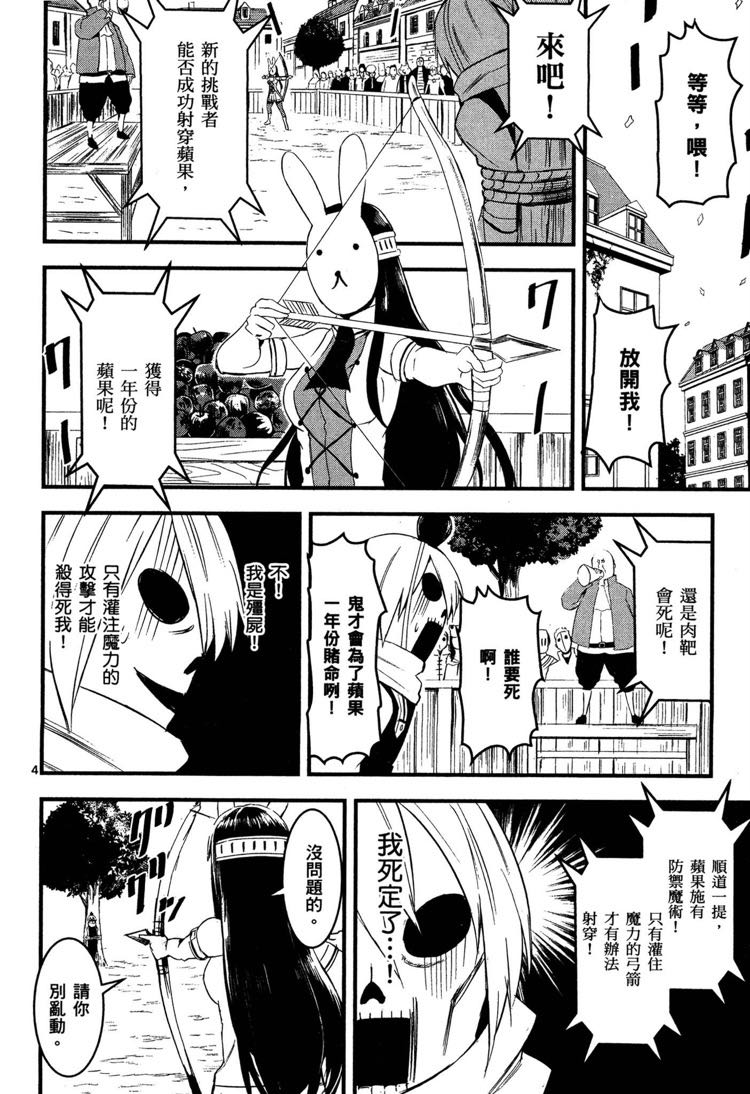 等等，喂！
放開我！
來吧！
新的挑戰者
能否成功射穿蘋果，
獲得
一年份的
蘋果呢！
ワ
ワ
還是肉靶
會死呢！
誰要死
啊！
鬼才會為了蘋果
一年份賭命咧！
不！
我是殭屍！
只有灌注魔力的
攻擊才能
殺得死我！
4
順道一提，
蘋果施有
防禦魔術！
只有灌住
魔力的弓箭
才有辦法
射穿！
我死定了…！
沒問題的。
請你
別亂動。